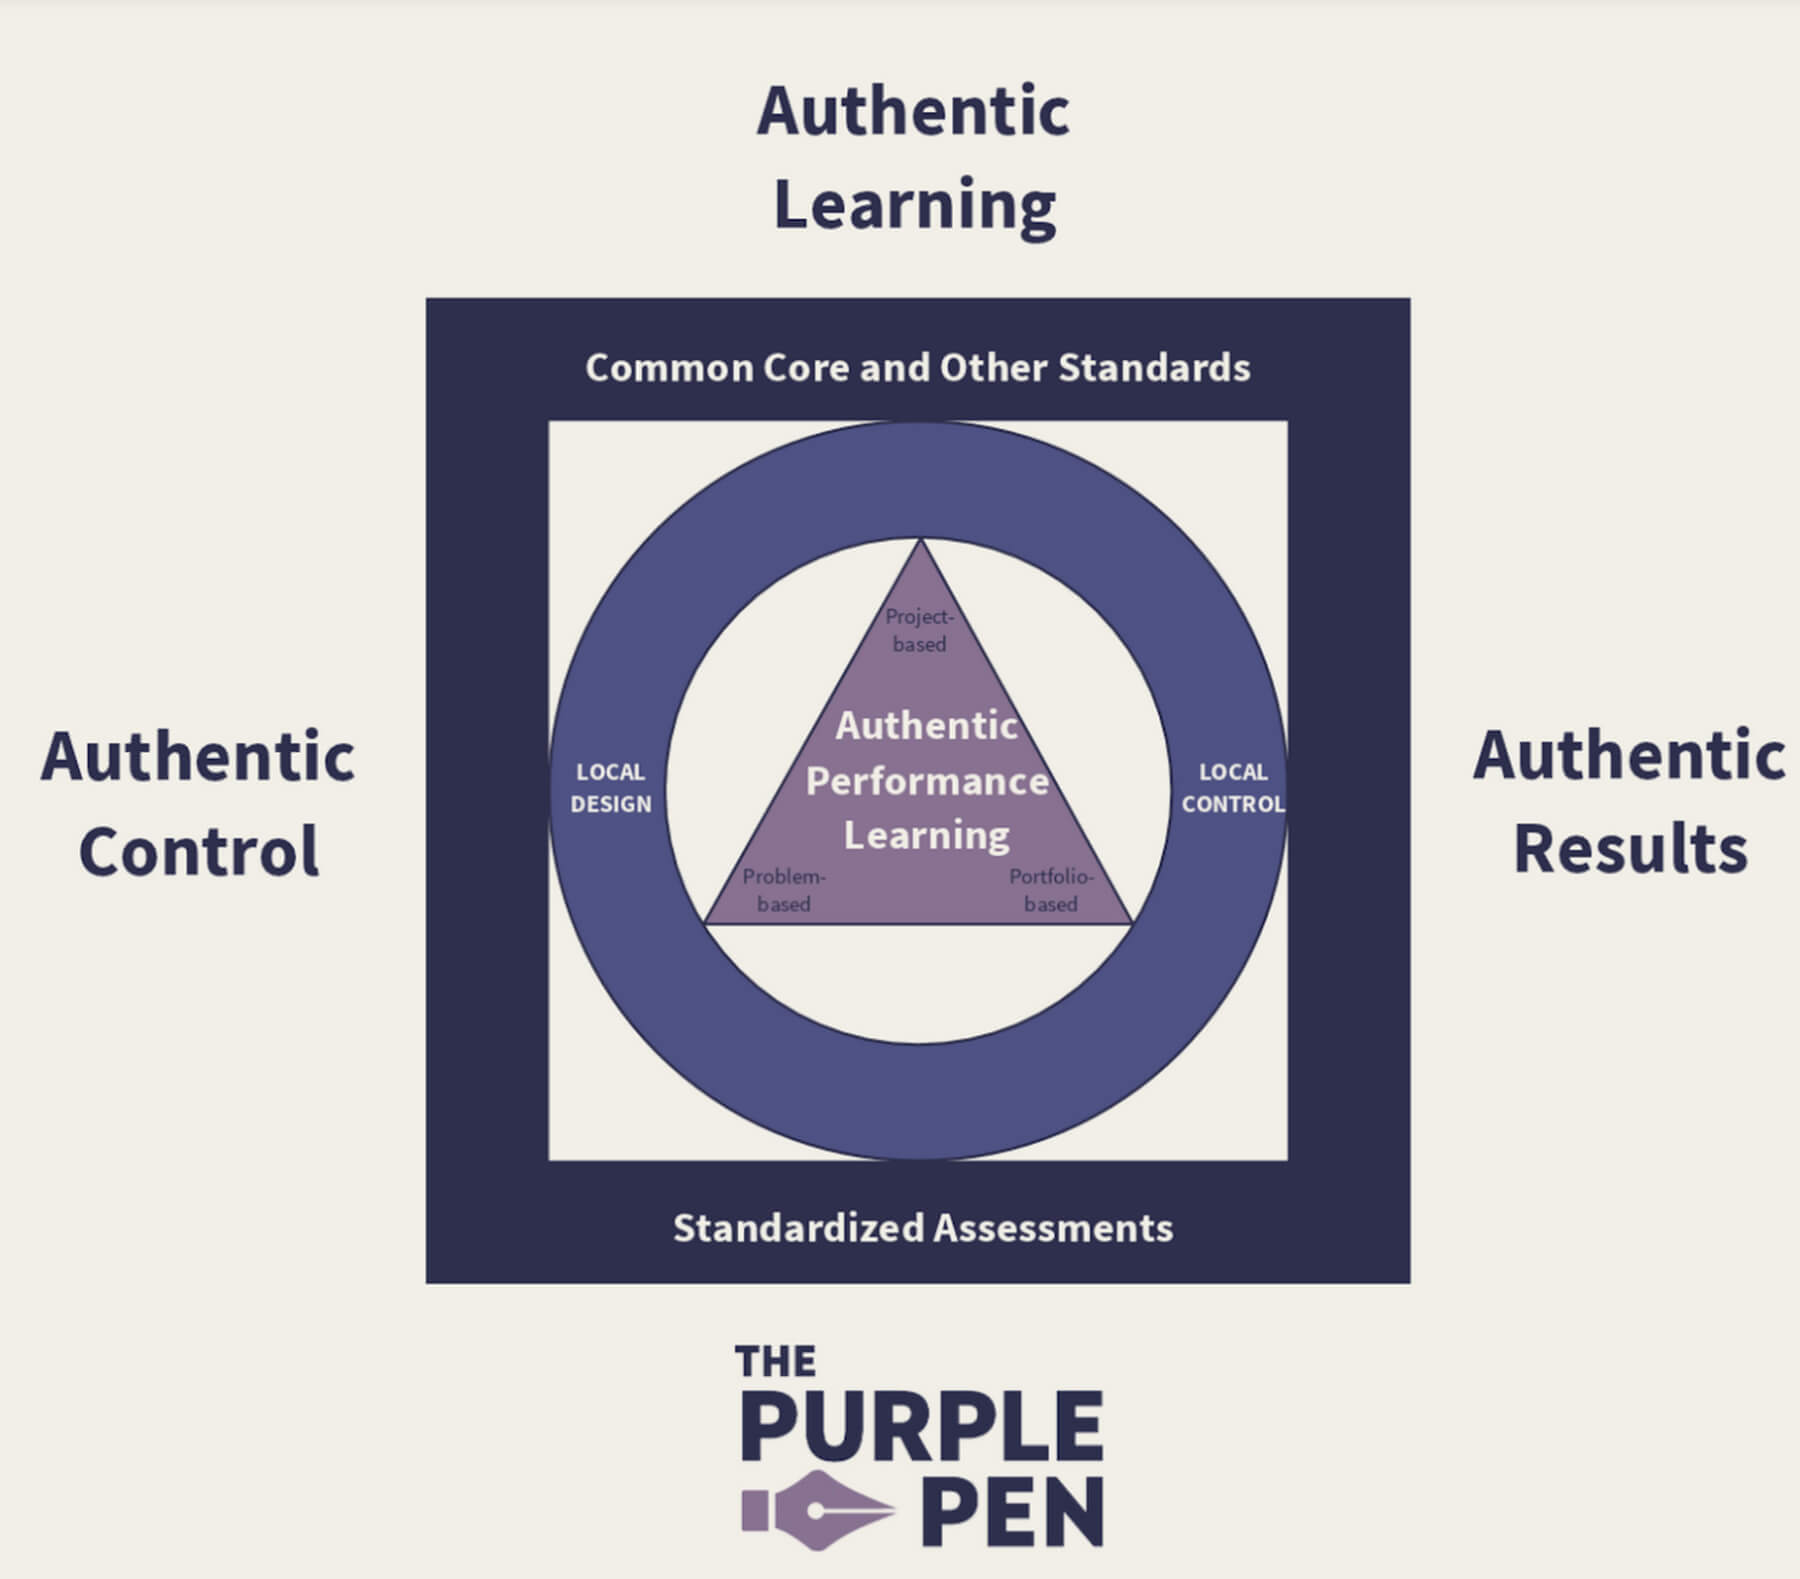 Authentic
Learning
Common Core and Other Standards
Project-
based
Authentic
Performance
Learning
Problem-
based
Portfolio-
based
LOCAL
DESIGN
LOCAL
CONTROL
Authentic
Control
Authentic
Results
Standardized Assessments
THE
PURPLE
PEN